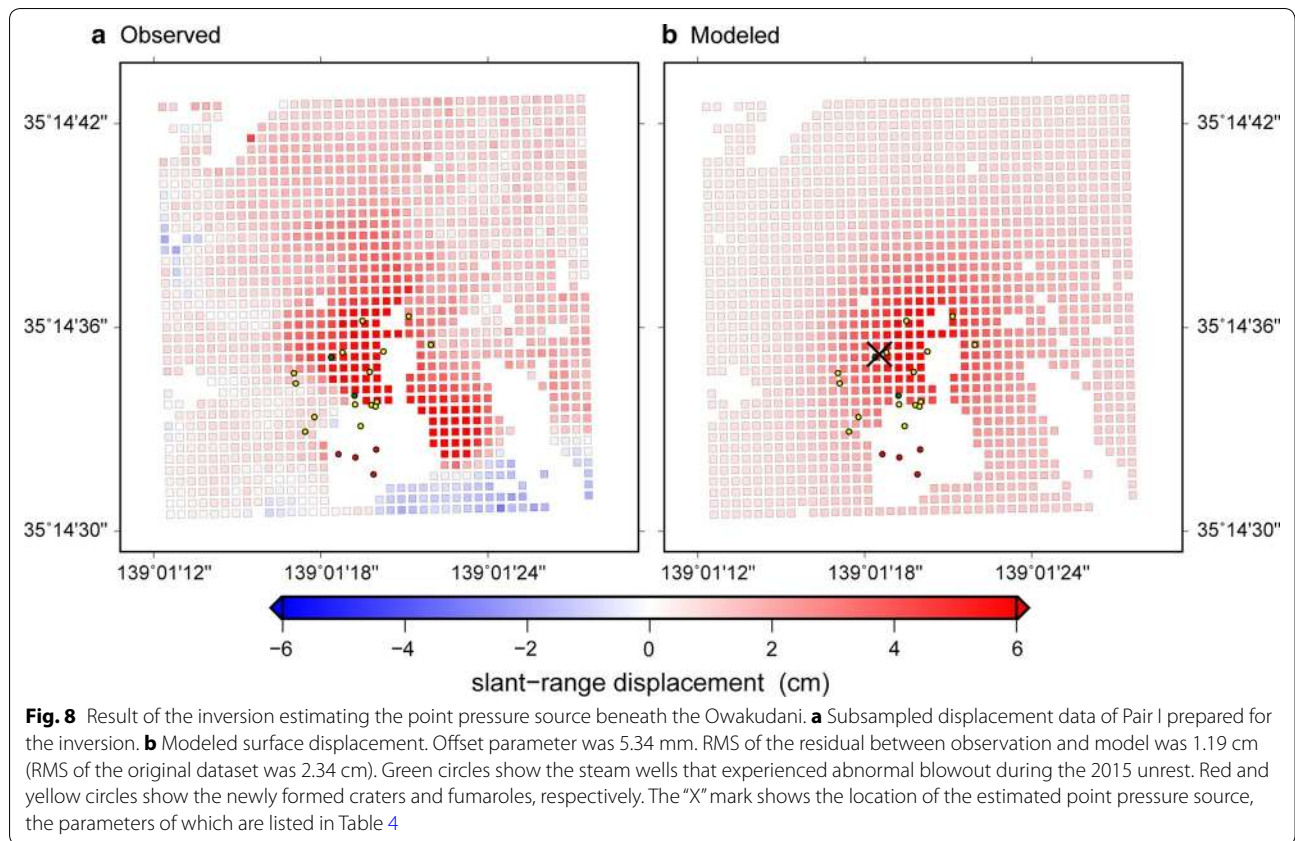 a Observed
b Modeled
35°14'42"
35°14'42"
35°14'36"
35°14'36"
35°14'30"
35°14'30"
139°01'12"
139°01'18"
139°01'24"
139°01'12"
139°01'18"
139°01'24"
−6
−4
−2
0
2
4
6
slant−range displacement (cm)
Fig. 8 Result of the inversion estimating the point pressure source beneath the Owakudani. a Subsampled displacement data of Pair I prepared for
the inversion. b Modeled surface displacement. Offset parameter was 5.34 mm. RMS of the residual between observation and model was 1.19 cm
(RMS of the original dataset was 2.34 cm). Green circles show the steam wells that experienced abnormal blowout during the 2015 unrest. Red and
yellow circles show the newly formed craters and fumaroles, respectively. The “X” mark shows the location of the estimated point pressure source,
the parameters of which are listed in Table 4